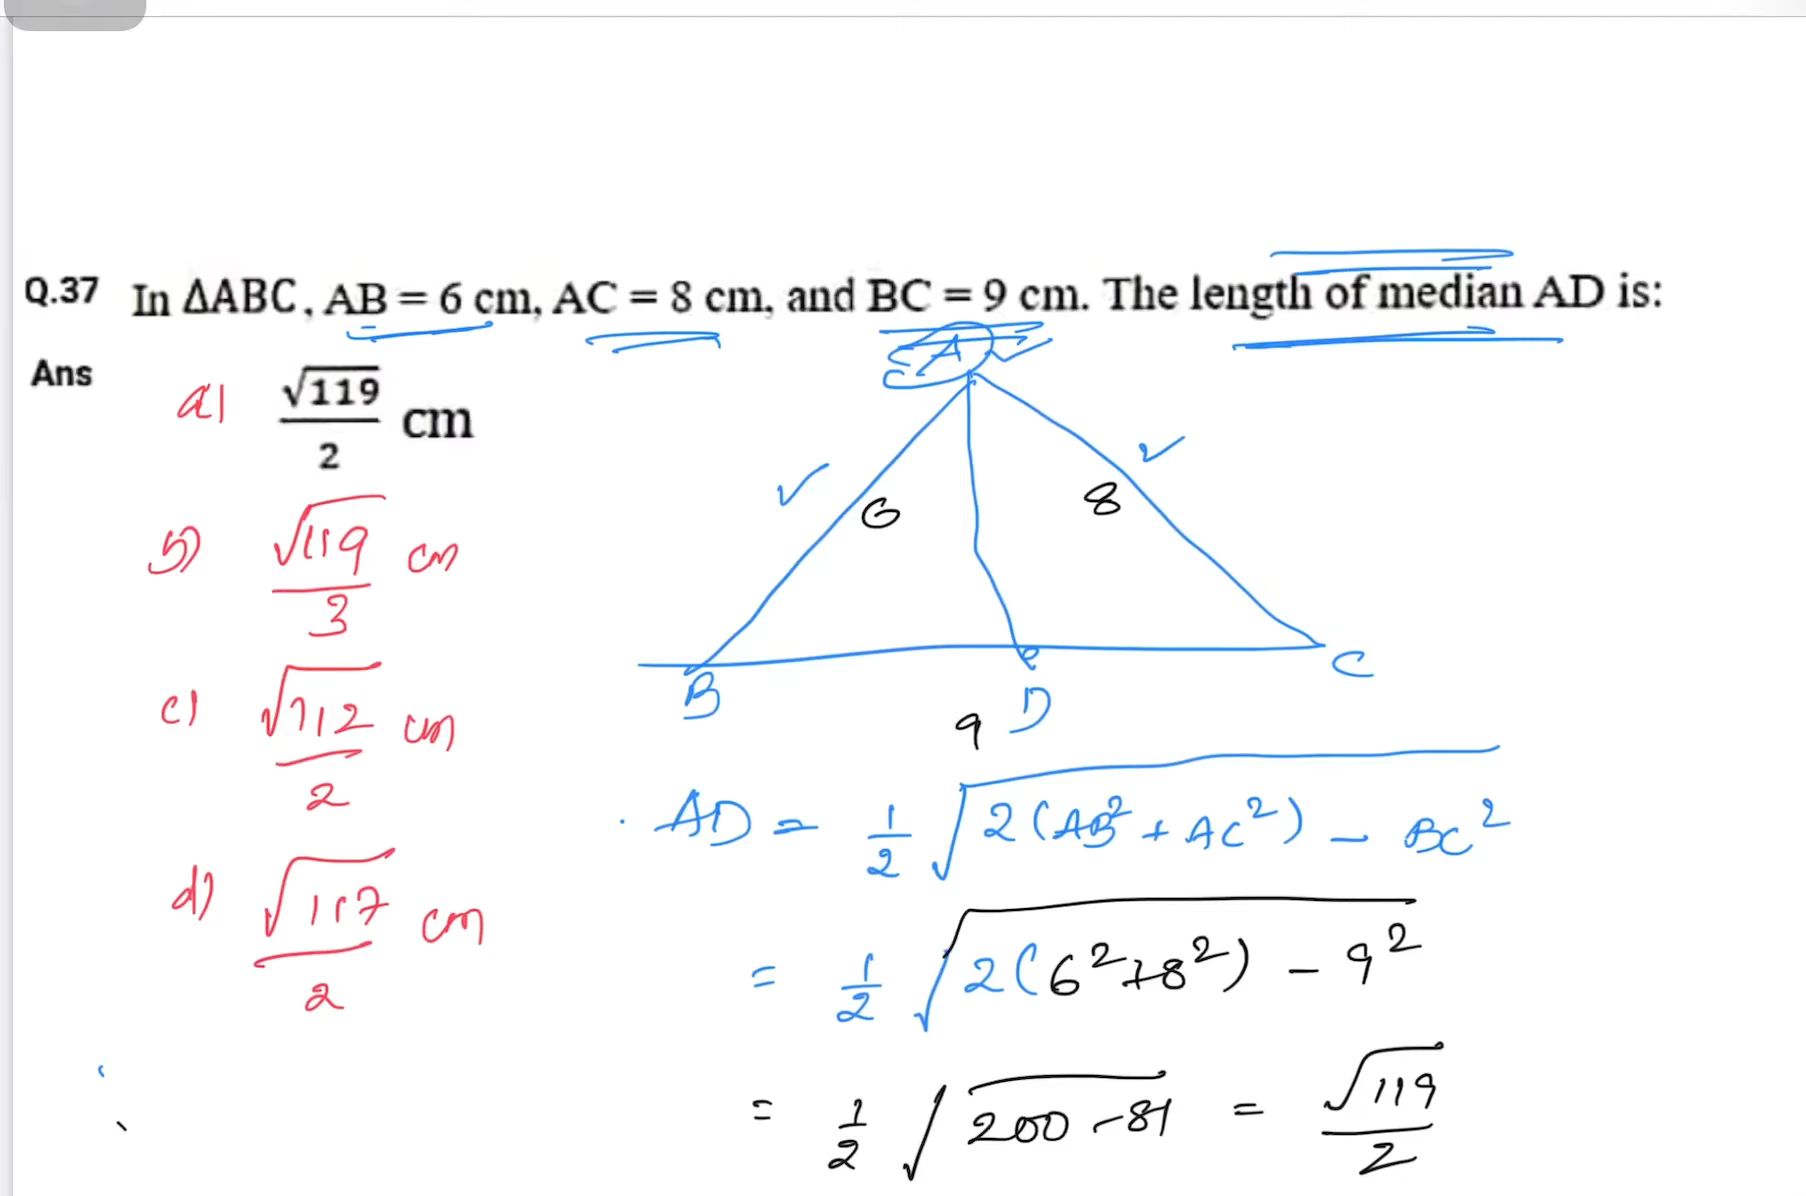 Q.37 In ΔABC, AB = 6 cm, AC = 8 cm, and BC = 9 cm. The length of median AD is:
Ans
a) √119/2 cm
b) √119/3 cm
c) √112/2 cm
d) √117/2 cm
A
6
8
B
D
C
9
AD = 1/2 √2(AB² + AC²) - BC²
= 1/2 √2(6²+8²) - 9²
= 1/2 √200-81 = √119/2